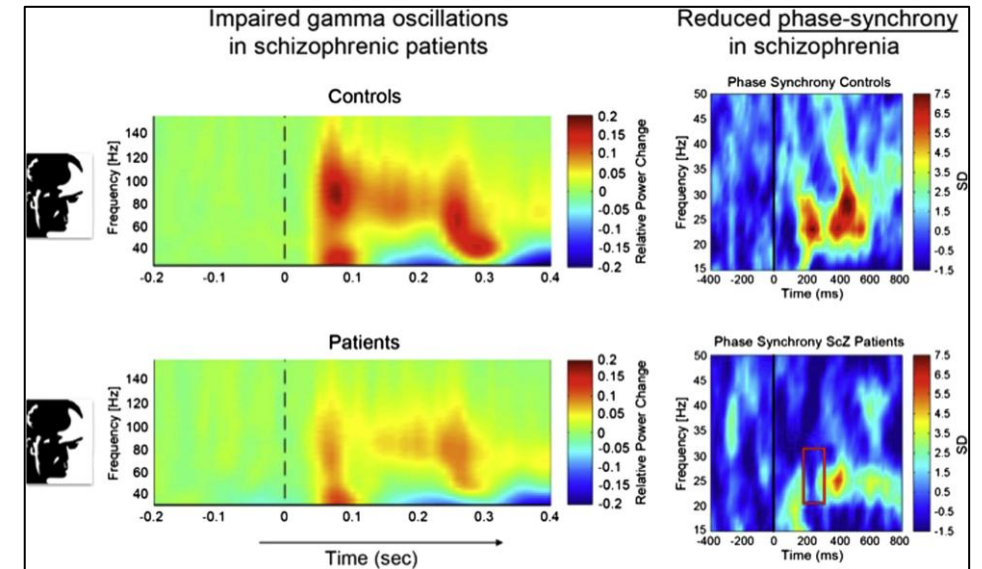 Impaired gamma oscillations
in schizophrenic patients
Reduced phase-synchrony
in schizophrenia
Controls
Frequency [Hz]
140
120
100
80
60
40
-0.2 -0.1 0 0.1 0.2 0.3 0.4
0.2
0.15
0.1
0.05
0
-0.05
-0.1
-0.15
-0.2
Relative Power Change
Phase Synchrony Controls
Frequency [Hz]
50
45
40
35
30
25
20
15
-400 -200 0 200 400 600 800
Time (ms)
7.5
6.5
5.5
4.5
3.5
2.5
1.5
0.5
-0.5
-1.5
SD
Patients
Frequency [Hz]
140
120
100
80
60
40
-0.2 -0.1 0 0.1 0.2 0.3 0.4
Time (sec)
0.2
0.15
0.1
0.05
0
-0.05
-0.1
-0.15
-0.2
Relative Power Change
Phase Synchrony ScZ Patients
Frequency [Hz]
50
45
40
35
30
25
20
15
-400 -200 0 200 400 600 800
Time (ms)
7.5
6.5
5.5
4.5
3.5
2.5
1.5
0.5
-0.5
-1.5
SD